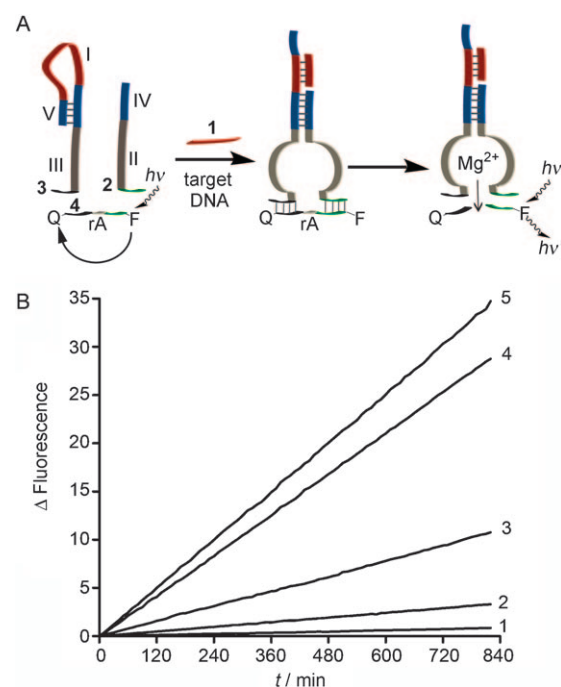 A
I
V
IV
III
II
3
2
4
hν
Q
rA
F
1
target
DNA
Q
rA
F
Mg²⁺
Q
F
hν
hν
B
35
30
25
20
15
10
5
0
Δ Fluorescence
5
4
3
2
1
0 120 240 360 480 600 720 840
t / min